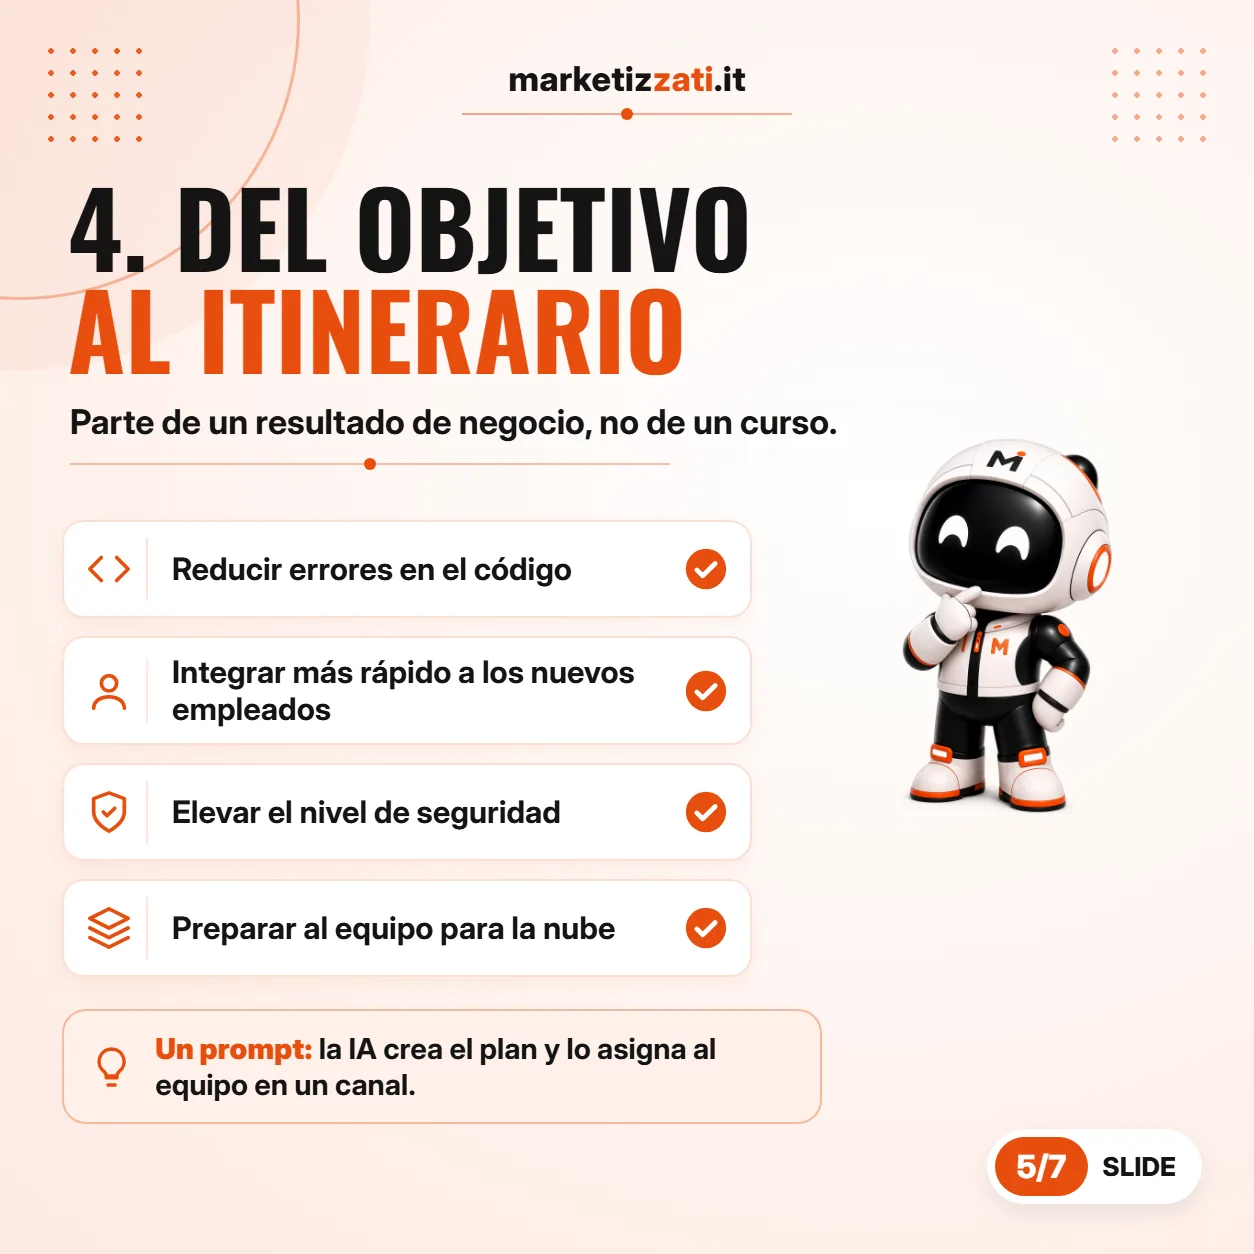 marketizzati.it
4. DEL OBJETIVO
AL ITINERARIO
Parte de un resultado de negocio, no de un curso.
Reducir errores en el código
Integrar más rápido a los nuevos
empleados
Elevar el nivel de seguridad
Preparar al equipo para la nube
Un prompt: la IA crea el plan y lo asigna al
equipo en un canal.
M
M
5/7 SLIDE